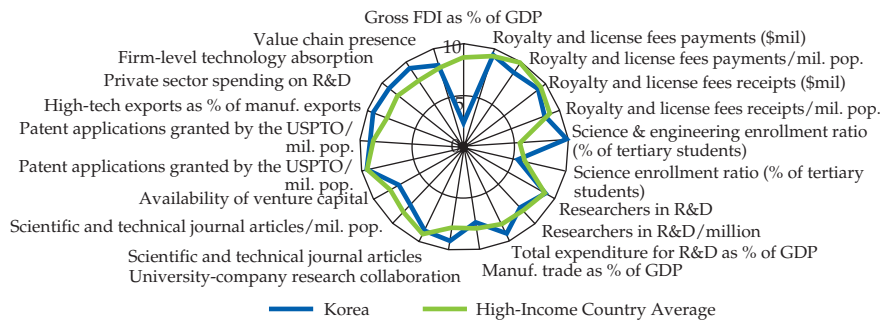 Gross FDI as % of GDP
Value chain presence
10
Royalty and license fees payments ($mil)
Firm-level technology absorption
Royalty and license fees payments/mil. pop.
Private sector spending on R&D
Royalty and license fees receipts ($mil)
High-tech exports as % of manuf. exports
5
Royalty and license fees receipts/mil. pop.
Patent applications granted by the USPTO/
mil. pop.
Science & engineering enrollment ratio
(% of tertiary students)
0
Patent applications granted by the USPTO/
mil. pop.
Science enrollment ratio (% of tertiary
students)
Availability of venture capital
Researchers in R&D
Scientific and technical journal articles/mil. pop.
Researchers in R&D/million
Scientific and technical journal articles
Total expenditure for R&D as % of GDP
University-company research collaboration
Manuf. trade as % of GDP
Korea
High-Income Country Average